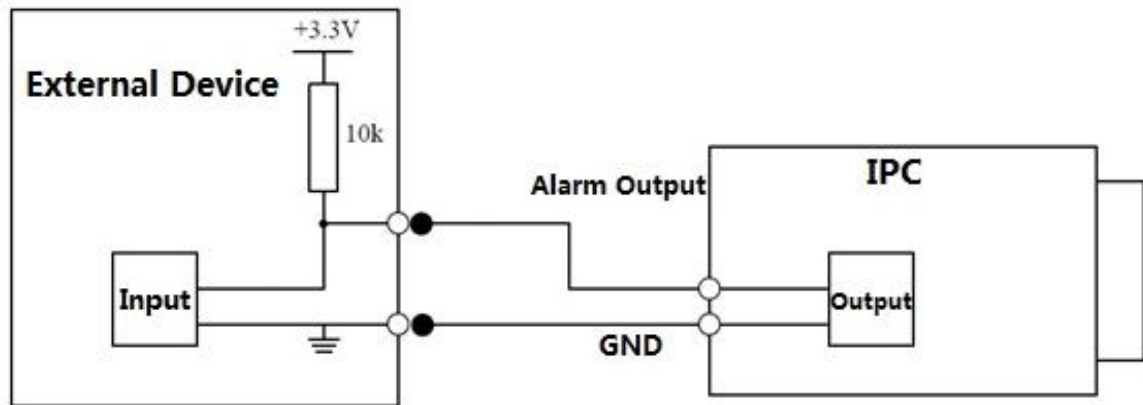 +3.3V
External Device
10k
IPC
Alarm Output
Input
Output
GND